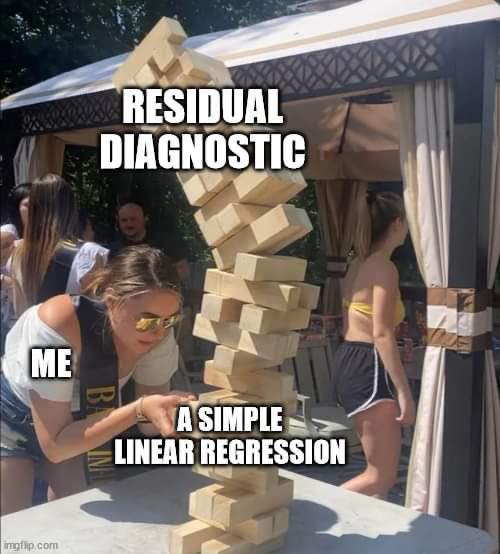 RESIDUAL
DIAGNOSTIC
ME
A SIMPLE
LINEAR REGRESSION
imgflip.com